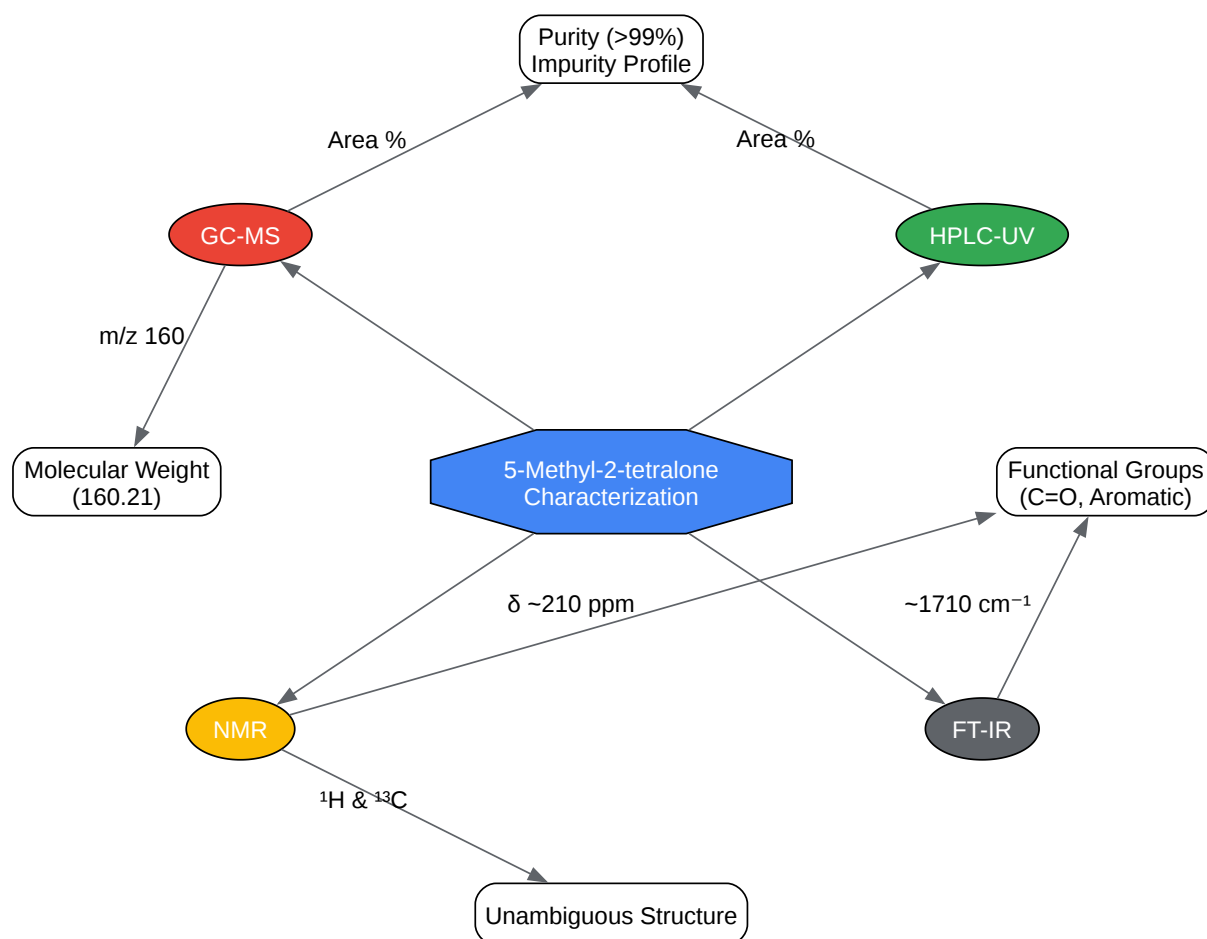 Purity (>99%)
Impurity Profile
Area %
Area %
GC-MS
HPLC-UV
m/z 160
Molecular Weight
(160.21)
5-Methyl-2-tetralone
Characterization
Functional Groups
(C=O, Aromatic)
δ ~210 ppm
~1710 cm⁻¹
NMR
FT-IR
¹H & ¹³C
Unambiguous Structure